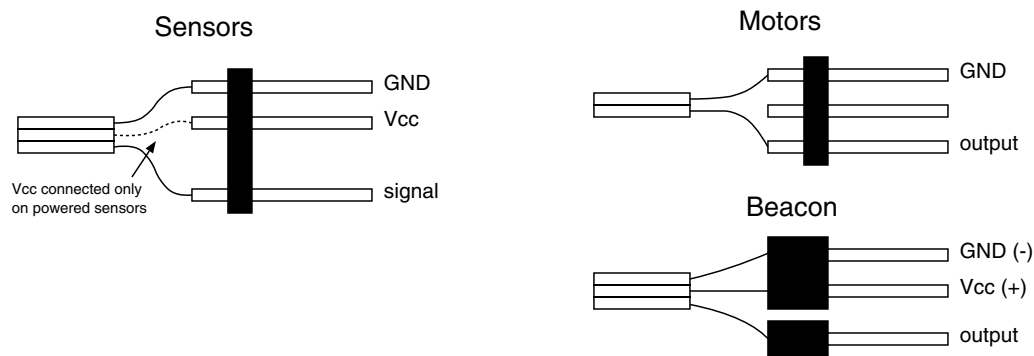 Sensors
GND
Vcc
Vcc connected only
on powered sensors
signal
Motors
GND
output
Beacon
GND (-)
Vcc (+)
output